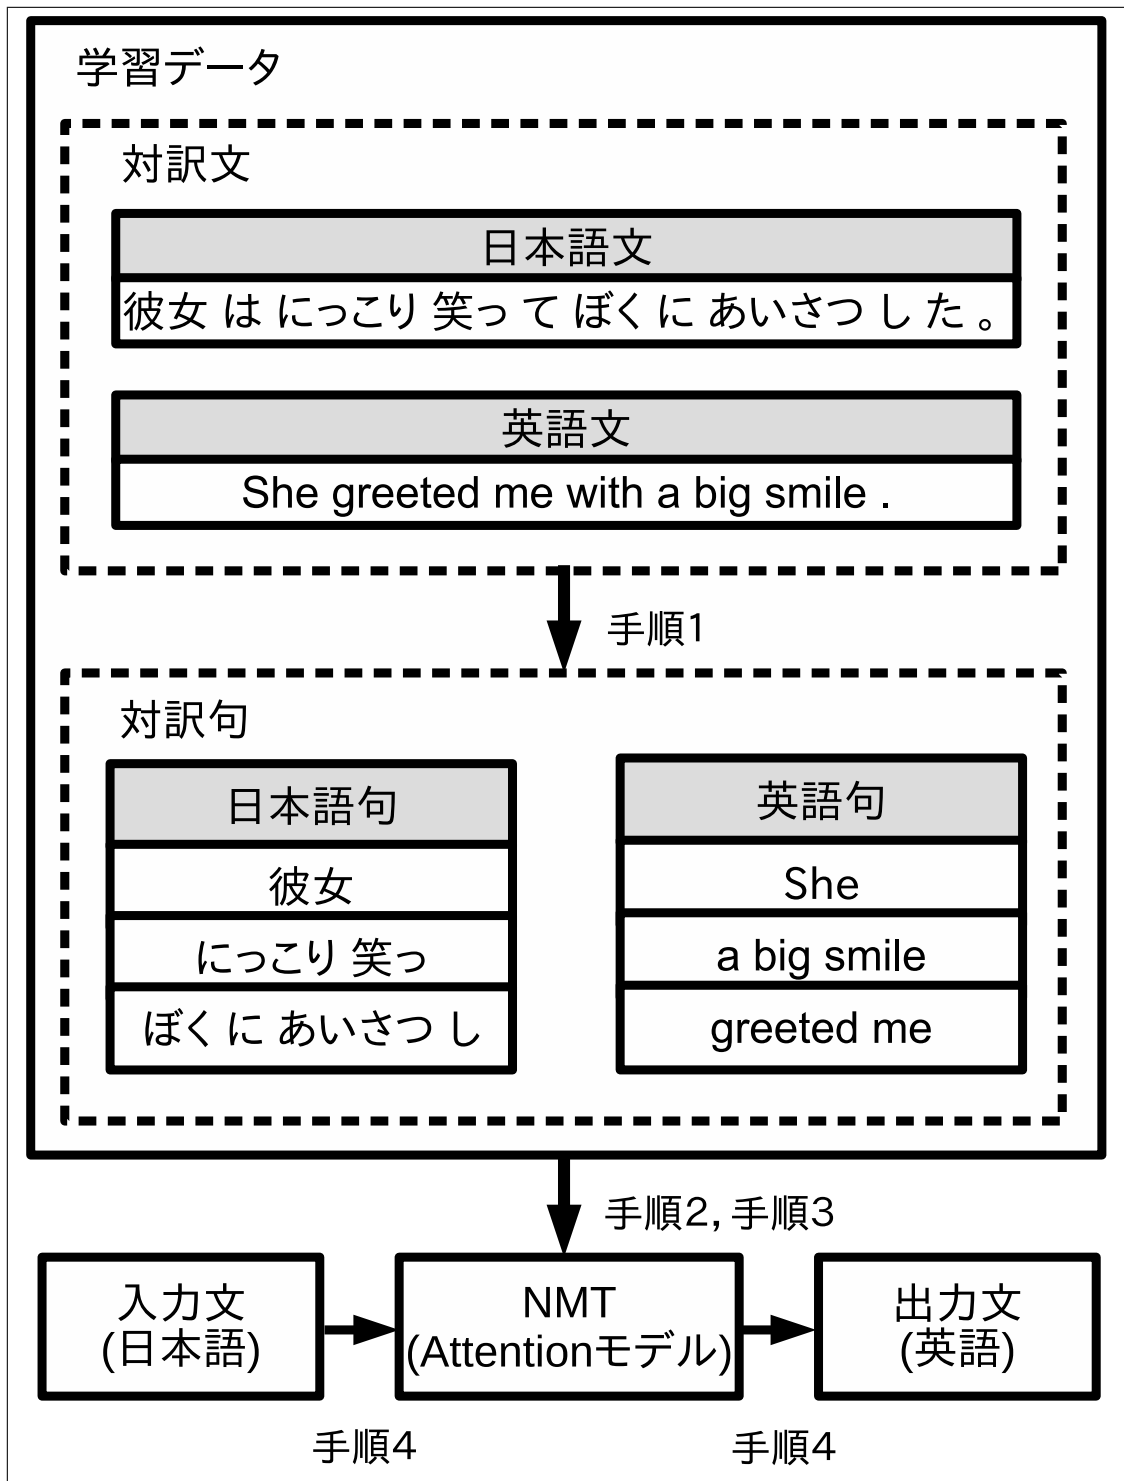 学習データ
対訳文
日本語文
彼女 は にっこり 笑っ て ぼく に あいさつ し た 。
英語文
She greeted me with a big smile .
手順1
対訳句
日本語句
彼女
にっこり 笑っ
ぼく に あいさつ し
英語句
She
a big smile
greeted me
手順2, 手順3
入力文
(日本語)
NMT
(Attentionモデル)
出力文
(英語)
手順4
手順4